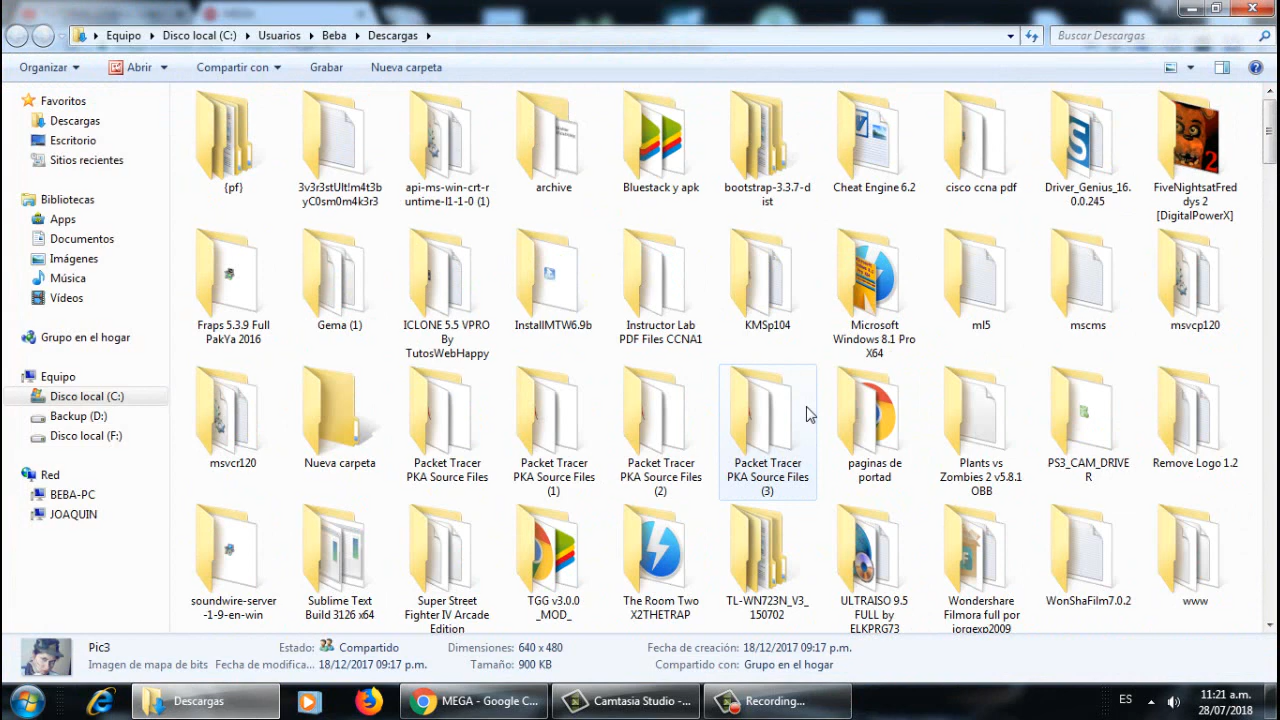 Equipo
Disco local (C:)
Usuarios
Beba
Descargas
Buscar Descargas
Organizar
Abrir
Compartir con
Grabar
Nueva carpeta
Favoritos
Descargas
Escritorio
Sitios recientes
Bibliotecas
Apps
Documentos
Imágenes
Música
Vídeos
Grupo en el hogar
Equipo
Disco local (C:)
Backup (D:)
Disco local (F:)
Red
BEBA-PC
JOAQUIN
{pf}
3v3r3stUlt!m4t3b
yC0sm0m4k3r3
api-ms-win-crt-r
untime-l1-1-0 (1)
archive
Bluestack y apk
bootstrap-3.3.7-d
ist
Cheat Engine 6.2
cisco ccna pdf
Driver_Genius_16.
0.0.245
FiveNightsatFred
dys 2
[DigitalPowerX]
Fraps 5.3.9 Full
PakYa 2016
Gema (1)
ICLONE 5.5 VPRO
By
TutosWebHappy
InstallMTW6.9b
Instructor Lab
PDF Files CCNA1
KMSp104
Microsoft
Windows 8.1 Pro
X64
ml5
mscms
msvcp120
msvcr120
Nueva carpeta
Packet Tracer
PKA Source Files
Packet Tracer
PKA Source Files
(1)
Packet Tracer
PKA Source Files
(2)
Packet Tracer
PKA Source Files
(3)
paginas de
portad
Plants vs
Zombies 2 v5.8.1
OBB
PS3_CAM_DRIVE
R
Remove Logo 1.2
soundwire-server
-1-9-en-win
Sublime Text
Build 3126 x64
Super Street
Fighter IV Arcade
Edition
TGG v3.0.0
_MOD_
The Room Two
X2THETRAP
TL-WN723N_V3_
150702
ULTRAISO 9.5
FULL by
ELKPRG73
Wondershare
Filmora full por
jorgexp2009
WonShaFilm7.0.2
www
Pic3
Estado:
Compartido
Dimensiones: 640 x 480
Fecha de creación: 18/12/2017 09:17 p.m.
Imagen de mapa de bits
Fecha de modifica... 18/12/2017 09:17 p.m.
Tamaño: 900 KB
Compartido con: Grupo en el hogar
Descargas
MEGA - Google C...
Camtasia Studio -...
Recording...
ES
11:21 a.m.
28/07/2018